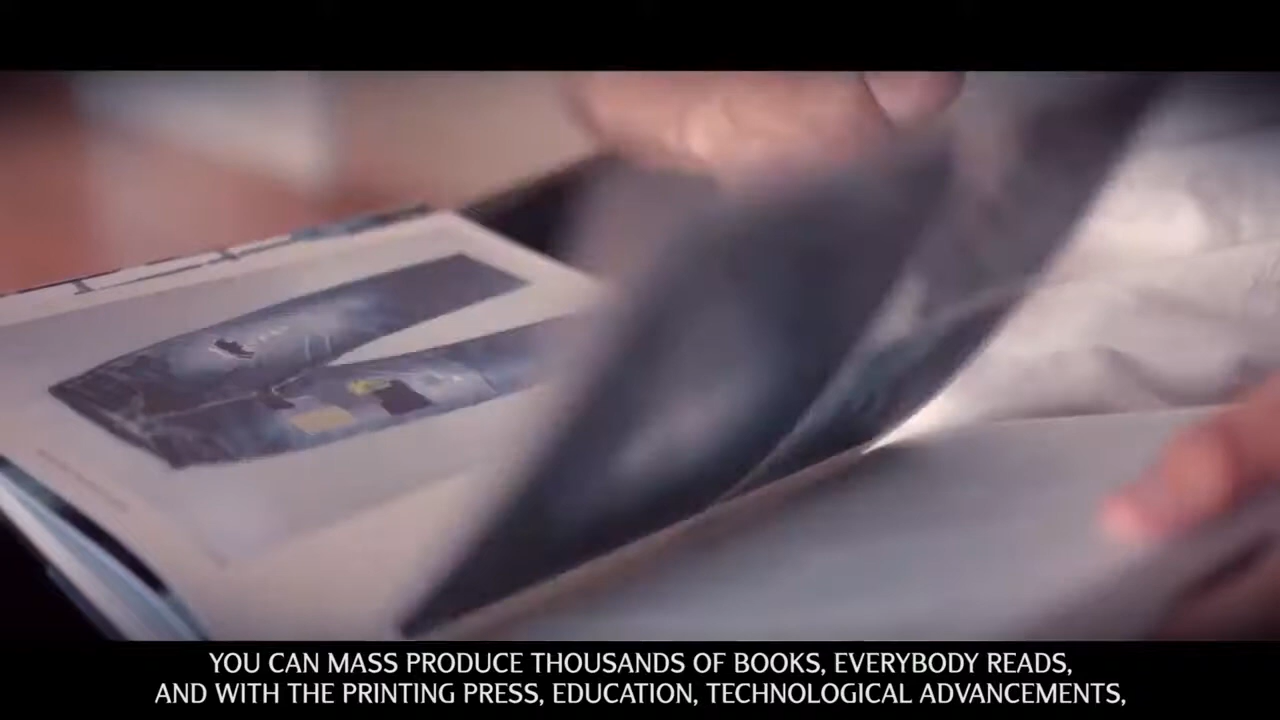 YOU CAN MASS PRODUCE THOUSANDS OF BOOKS, EVERYBODY READS,
AND WITH THE PRINTING PRESS, EDUCATION, TECHNOLOGICAL ADVANCEMENTS,